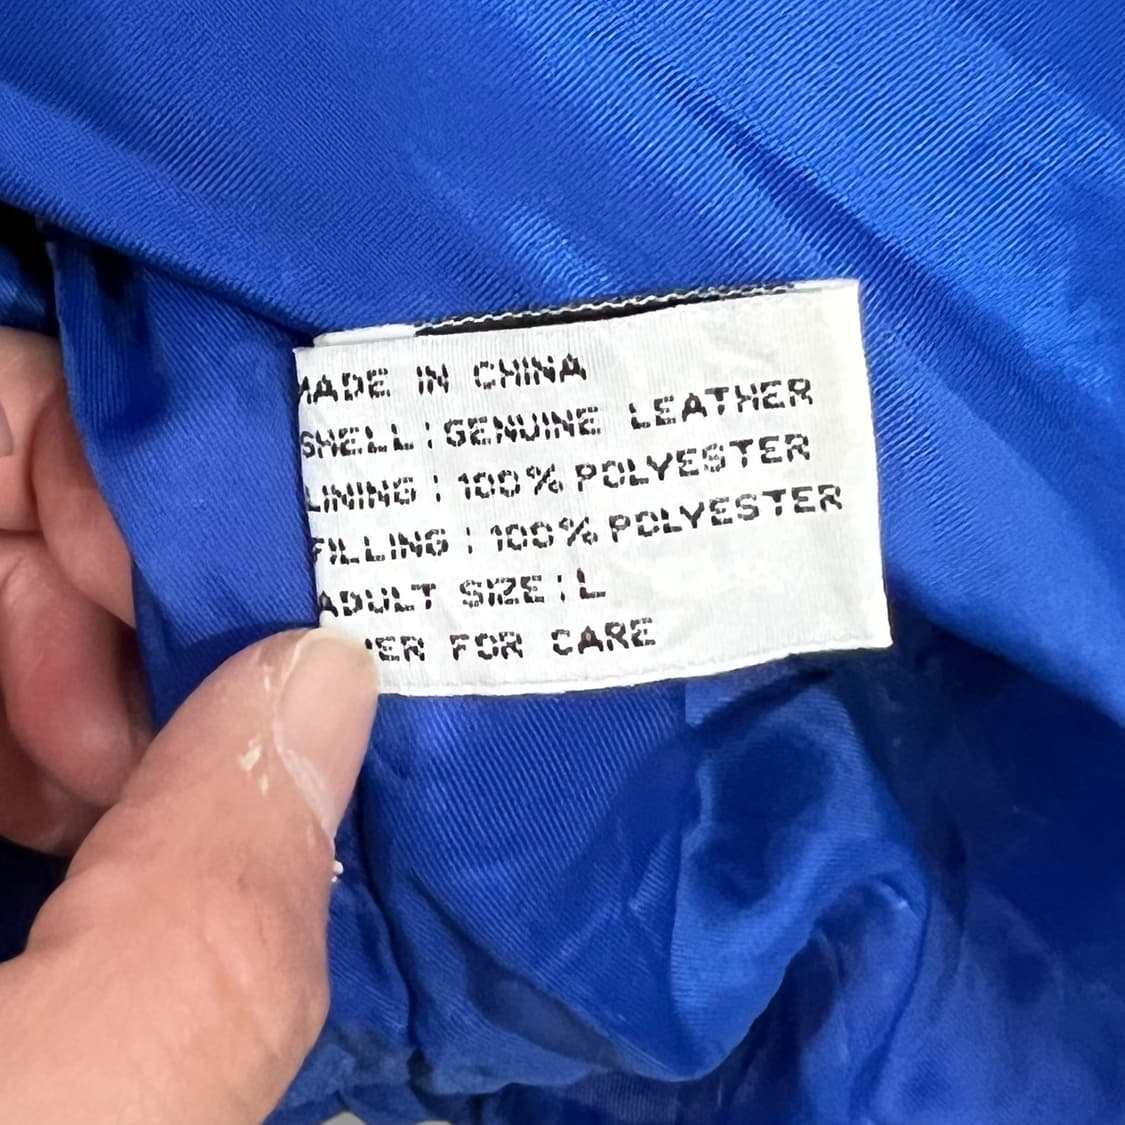 MADE IN CHINA
SHELL : GENUINE LEATHER
LINING : 100% POLYESTER
FILLING : 100% POLYESTER
ADULT SIZE : L
FOR CARE